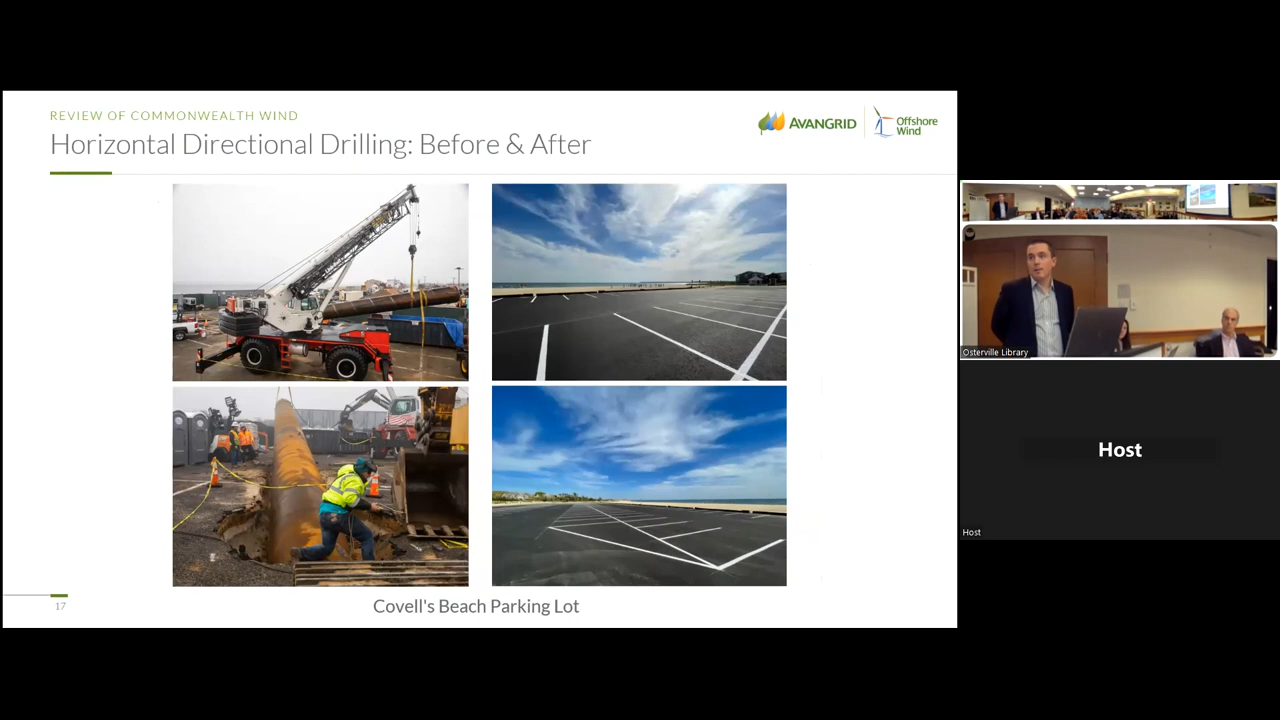 REVIEW OF COMMONWEALTH WIND
Horizontal Directional Drilling: Before & After
AVANGRID
Offshore
Wind
17
Covell's Beach Parking Lot
Osterville Library
Host
Host